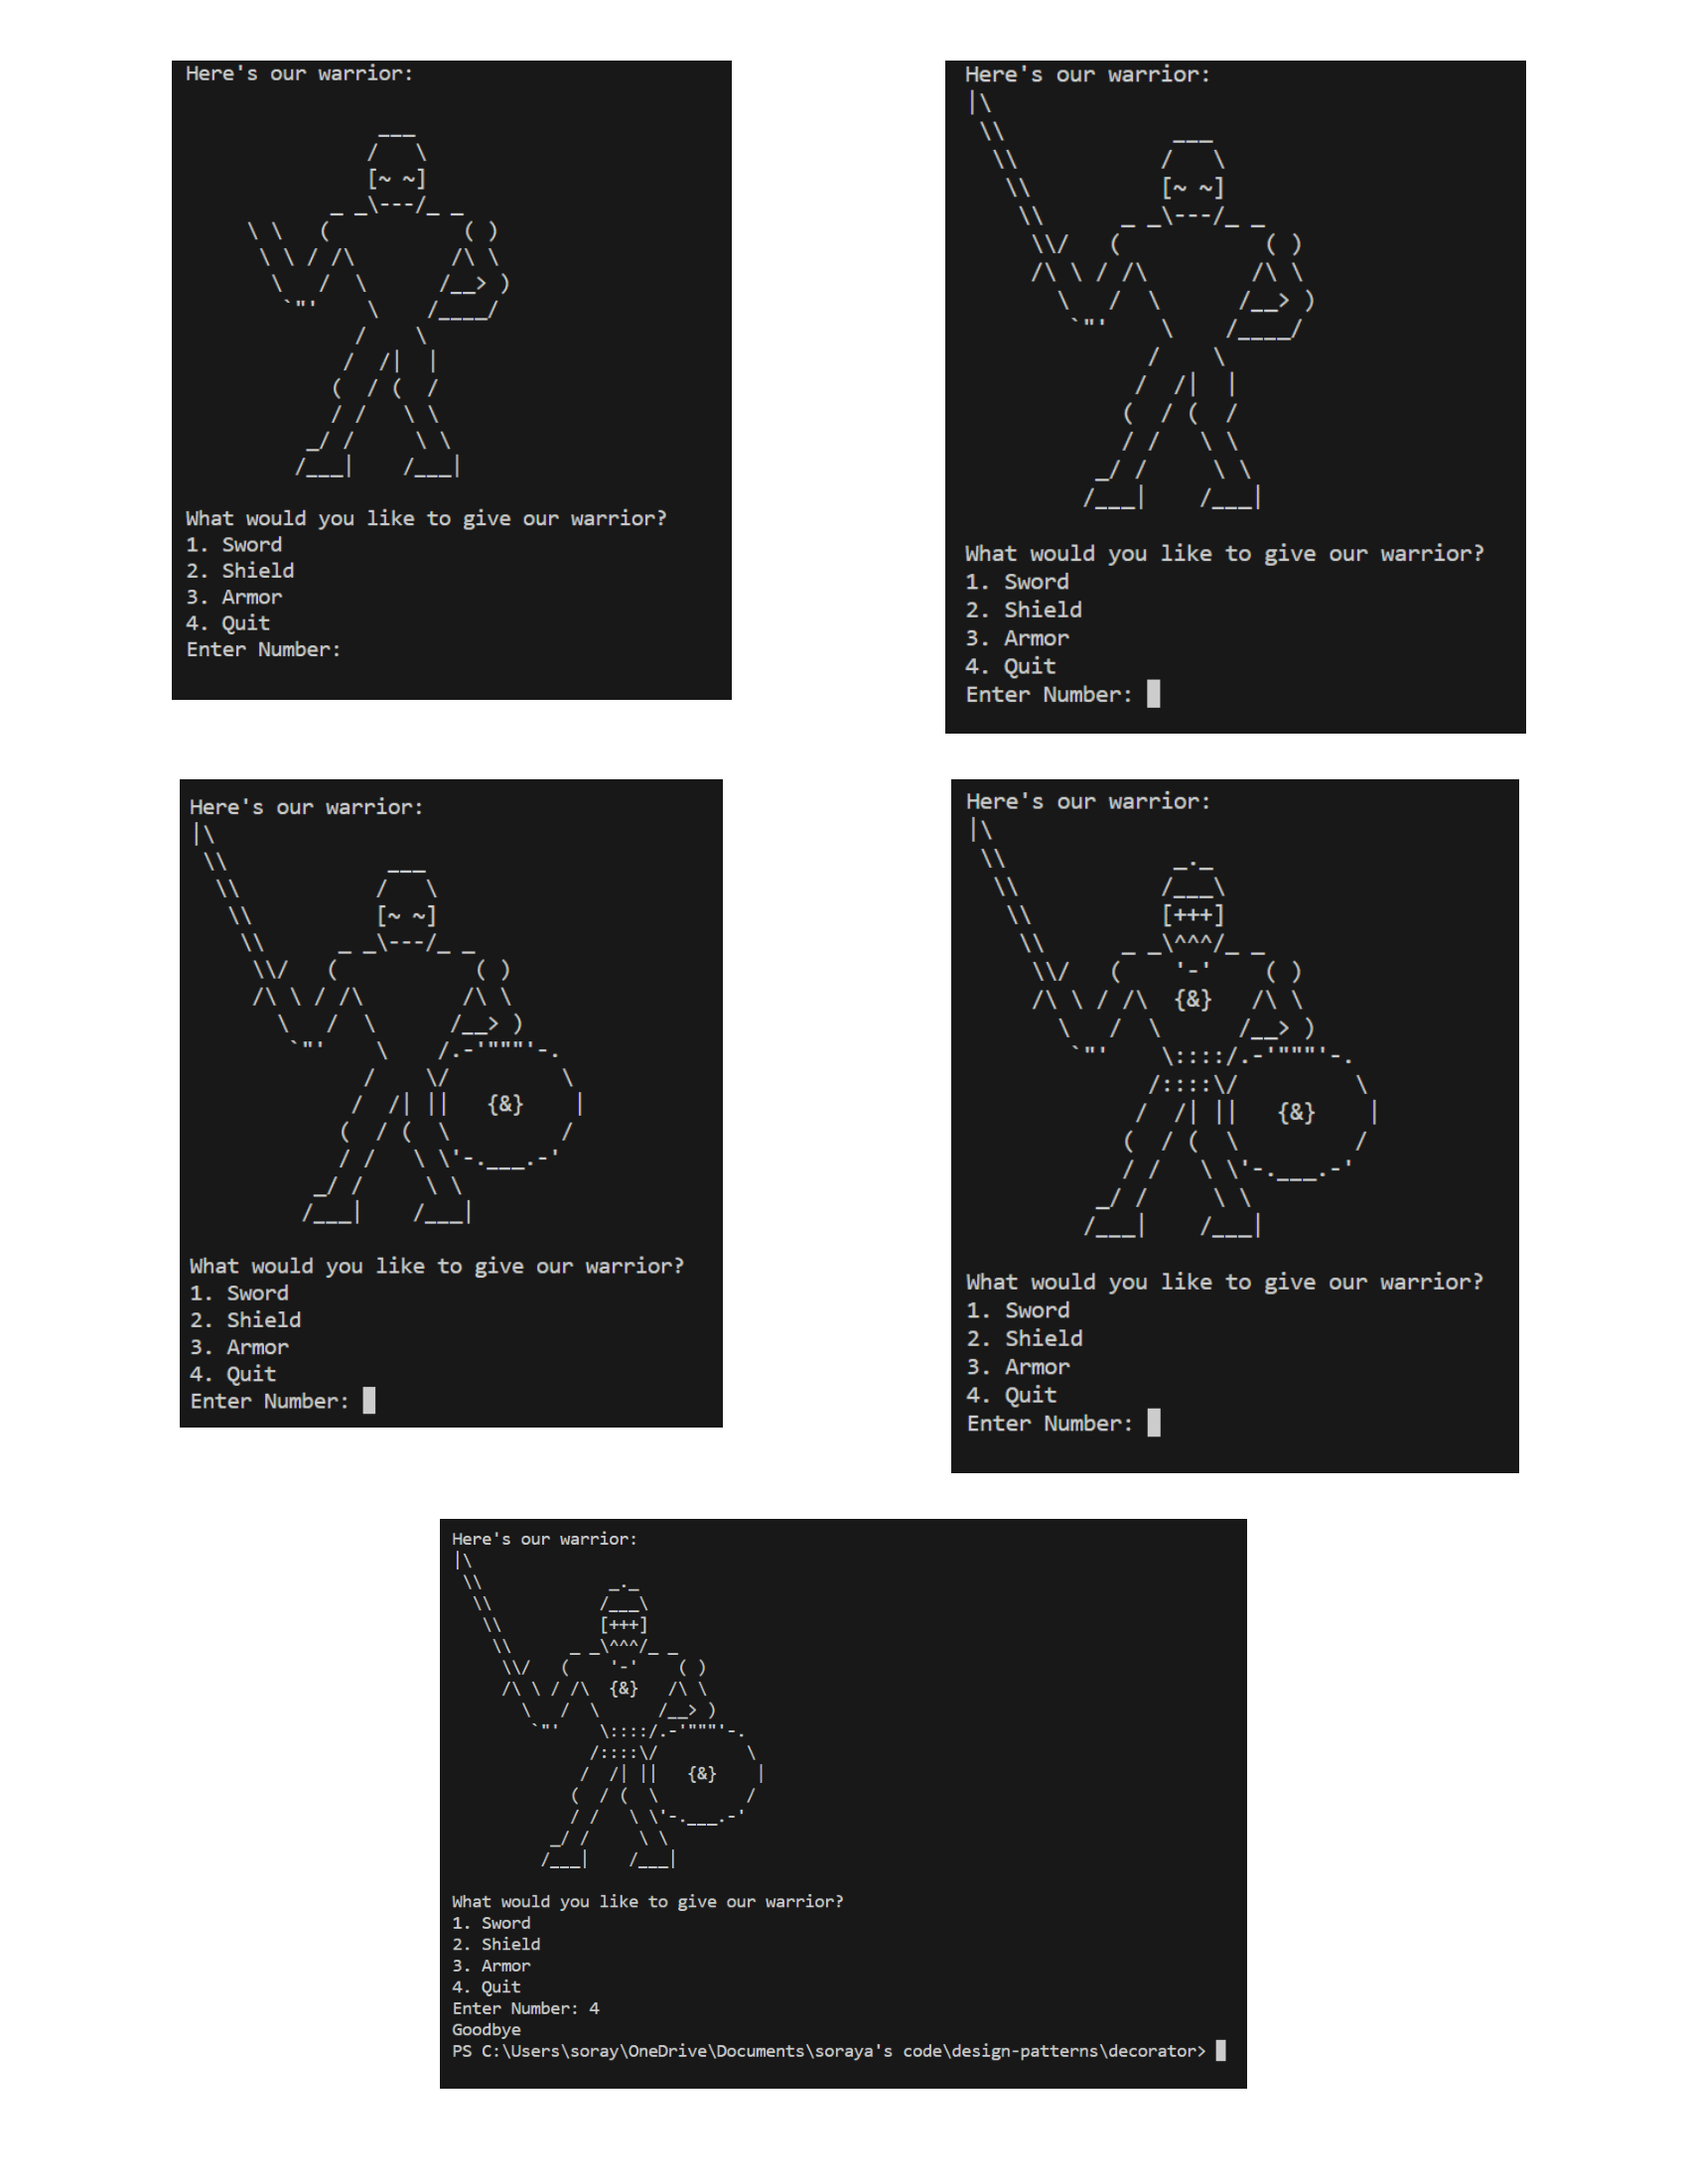 Here's our warrior:
                ___
               /   \
               [~ ~]
            _ _\---/_ _
     \ \   (           ( )
      \ \ / /\        /\ \
       \   /  \      /__> )
        `"'    \    /____/
              /    \
             /  /|  |
            (  / (  /
            / /   \ \
          _/ /     \ \
         /___|    /___|
What would you like to give our warrior?
1. Sword
2. Shield
3. Armor
4. Quit
Enter Number:
Here's our warrior:
|\
 \\             ___
  \\           /   \
   \\          [~ ~]
    \\      _ _\---/_ _
     \\/   (           ( )
     /\ \ / /\        /\ \
       \   /  \      /__> )
        `"'    \    /____/
              /    \
             /  /|  |
            (  / (  /
            / /   \ \
          _/ /     \ \
         /___|    /___|
What would you like to give our warrior?
1. Sword
2. Shield
3. Armor
4. Quit
Enter Number:
Here's our warrior:
|\
 \\             ___
  \\           /   \
   \\          [~ ~]
    \\      _ _\---/_ _
     \\/   (           ( )
     /\ \ / /\        /\ \
       \   /  \      /__> )
        `"'    \    /.-'"""'-.
              /    \/         \
             /  /| ||   {&}    |
            (  / (  \         /
            / /   \ \'-.___.-'
          _/ /     \ \
         /___|    /___|
What would you like to give our warrior?
1. Sword
2. Shield
3. Armor
4. Quit
Enter Number:
Here's our warrior:
|\
 \\             _._
  \\           /___\
   \\          [+++]
    \\      _ _\^^^/_ _
     \\/   (    '-'    ( )
     /\ \ / /\  {&}   /\ \
       \   /  \      /__> )
        `"'    \::::/.-'"""'-.
              /::::\/         \
             /  /| ||   {&}    |
            (  / (  \         /
            / /   \ \'-.___.-'
          _/ /     \ \
         /___|    /___|
What would you like to give our warrior?
1. Sword
2. Shield
3. Armor
4. Quit
Enter Number:
Here's our warrior:
|\
 \\             _._
  \\           /___\
   \\          [+++]
    \\      _ _\^^^/_ _
     \\/   (    '-'    ( )
     /\ \ / /\  {&}   /\ \
       \   /  \      /__> )
        `"'    \::::/.-'"""'-.
              /::::\/         \
             /  /| ||   {&}    |
            (  / (  \         /
            / /   \ \'-.___.-'
          _/ /     \ \
         /___|    /___|
What would you like to give our warrior?
1. Sword
2. Shield
3. Armor
4. Quit
Enter Number: 4
Goodbye
PS C:\Users\soray\OneDrive\Documents\soraya's code\design-patterns\decorator>